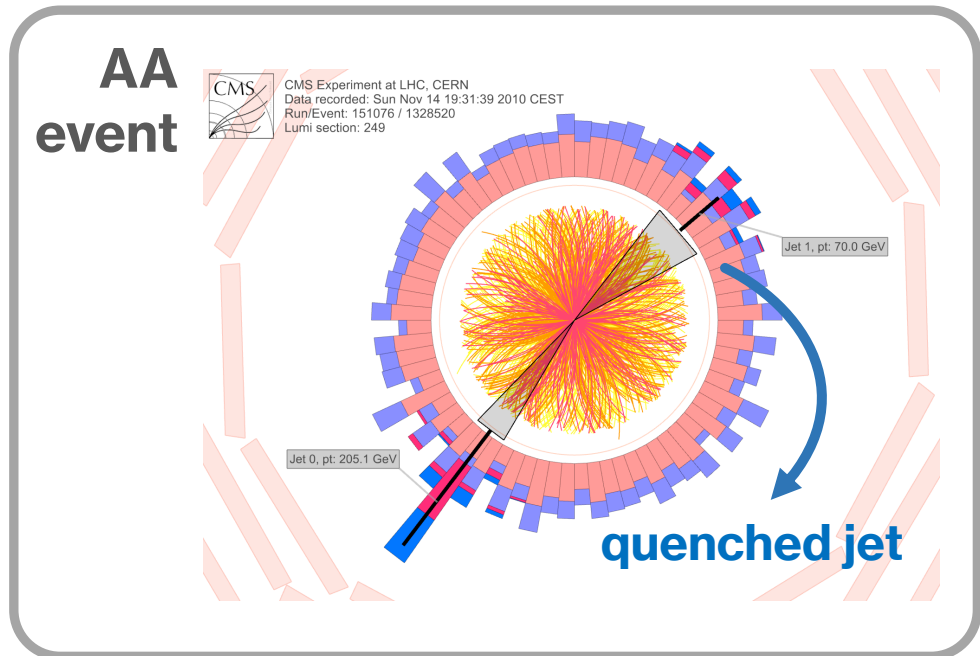 AA
event
CMS
CMS Experiment at LHC, CERN
Data recorded: Sun Nov 14 19:31:39 2010 CEST
Run/Event: 151076 / 1328520
Lumi section: 249
Jet 1, pt: 70.0 GeV
Jet 0, pt: 205.1 GeV
quenched jet